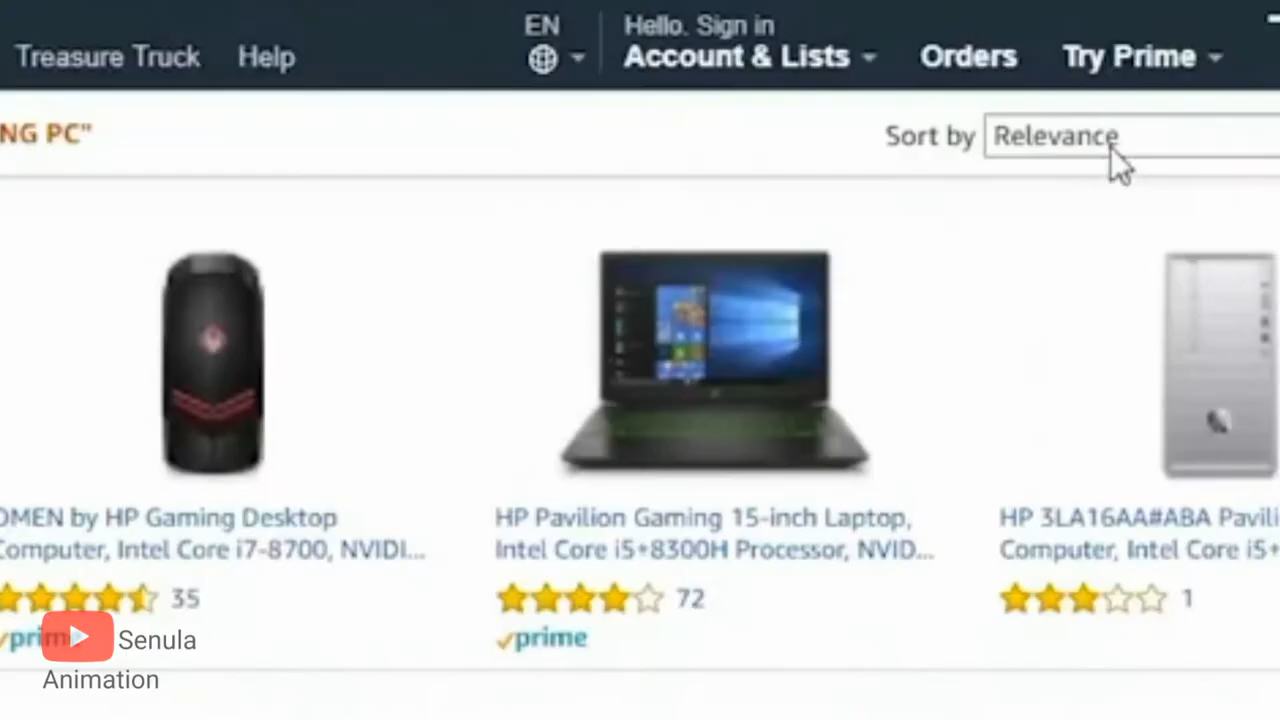 EN
Hello. Sign in
Treasure Truck Help Account & Lists Orders Try Prime
NG PC"
Sort by Relevance
OMEN by HP Gaming Desktop
Computer, Intel Core i7-8700, NVIDI...
35
prime
HP Pavilion Gaming 15-inch Laptop,
Intel Core i5+8300H Processor, NVID...
72
prime
HP 3LA16AA#ABA Pavili
Computer, Intel Core i5+
1
Senula
Animation